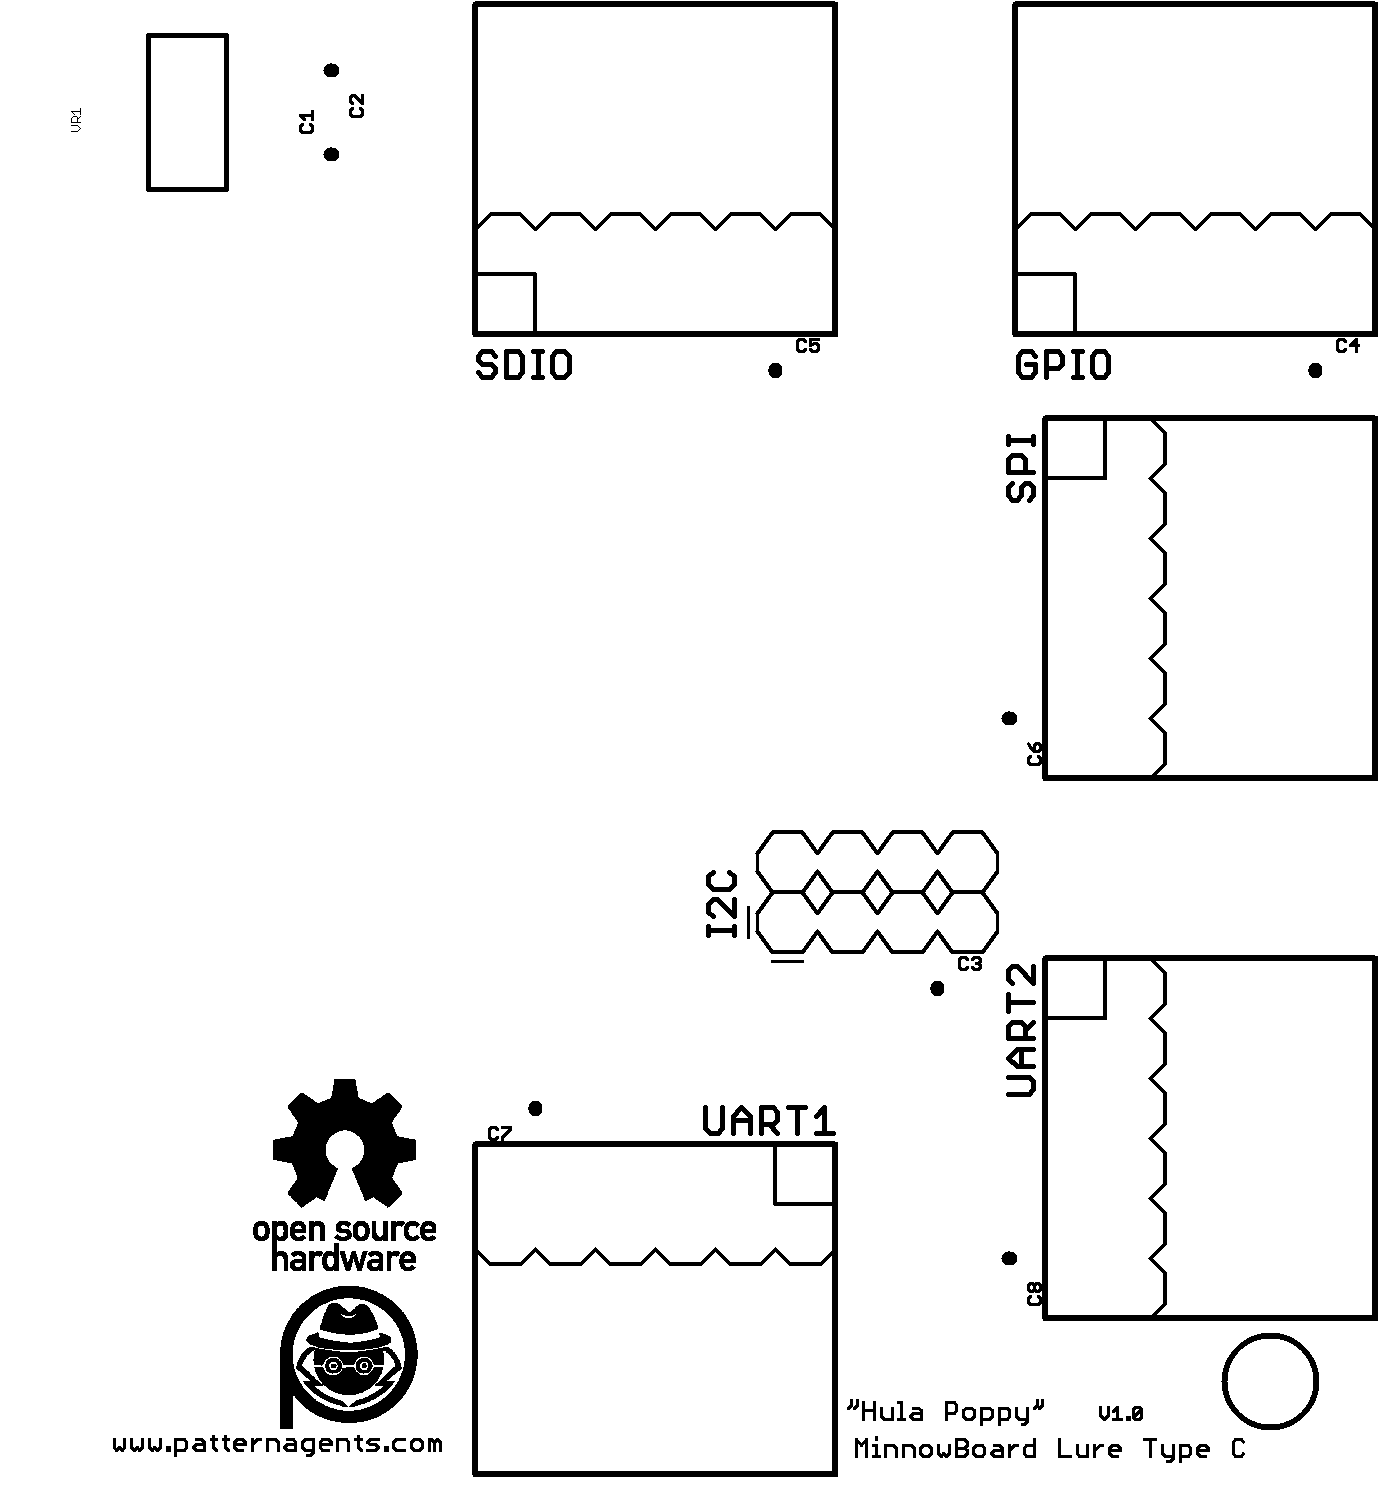 VR1
C1
C2
C5
SDIO
C4
GPIO
SPI
C6
I2C
C3
UART2
UART1
C7
open source
hardware
C8
"Hula Poppy" V1.0
www.patternagents.com
MinnowBoard Lure Type C